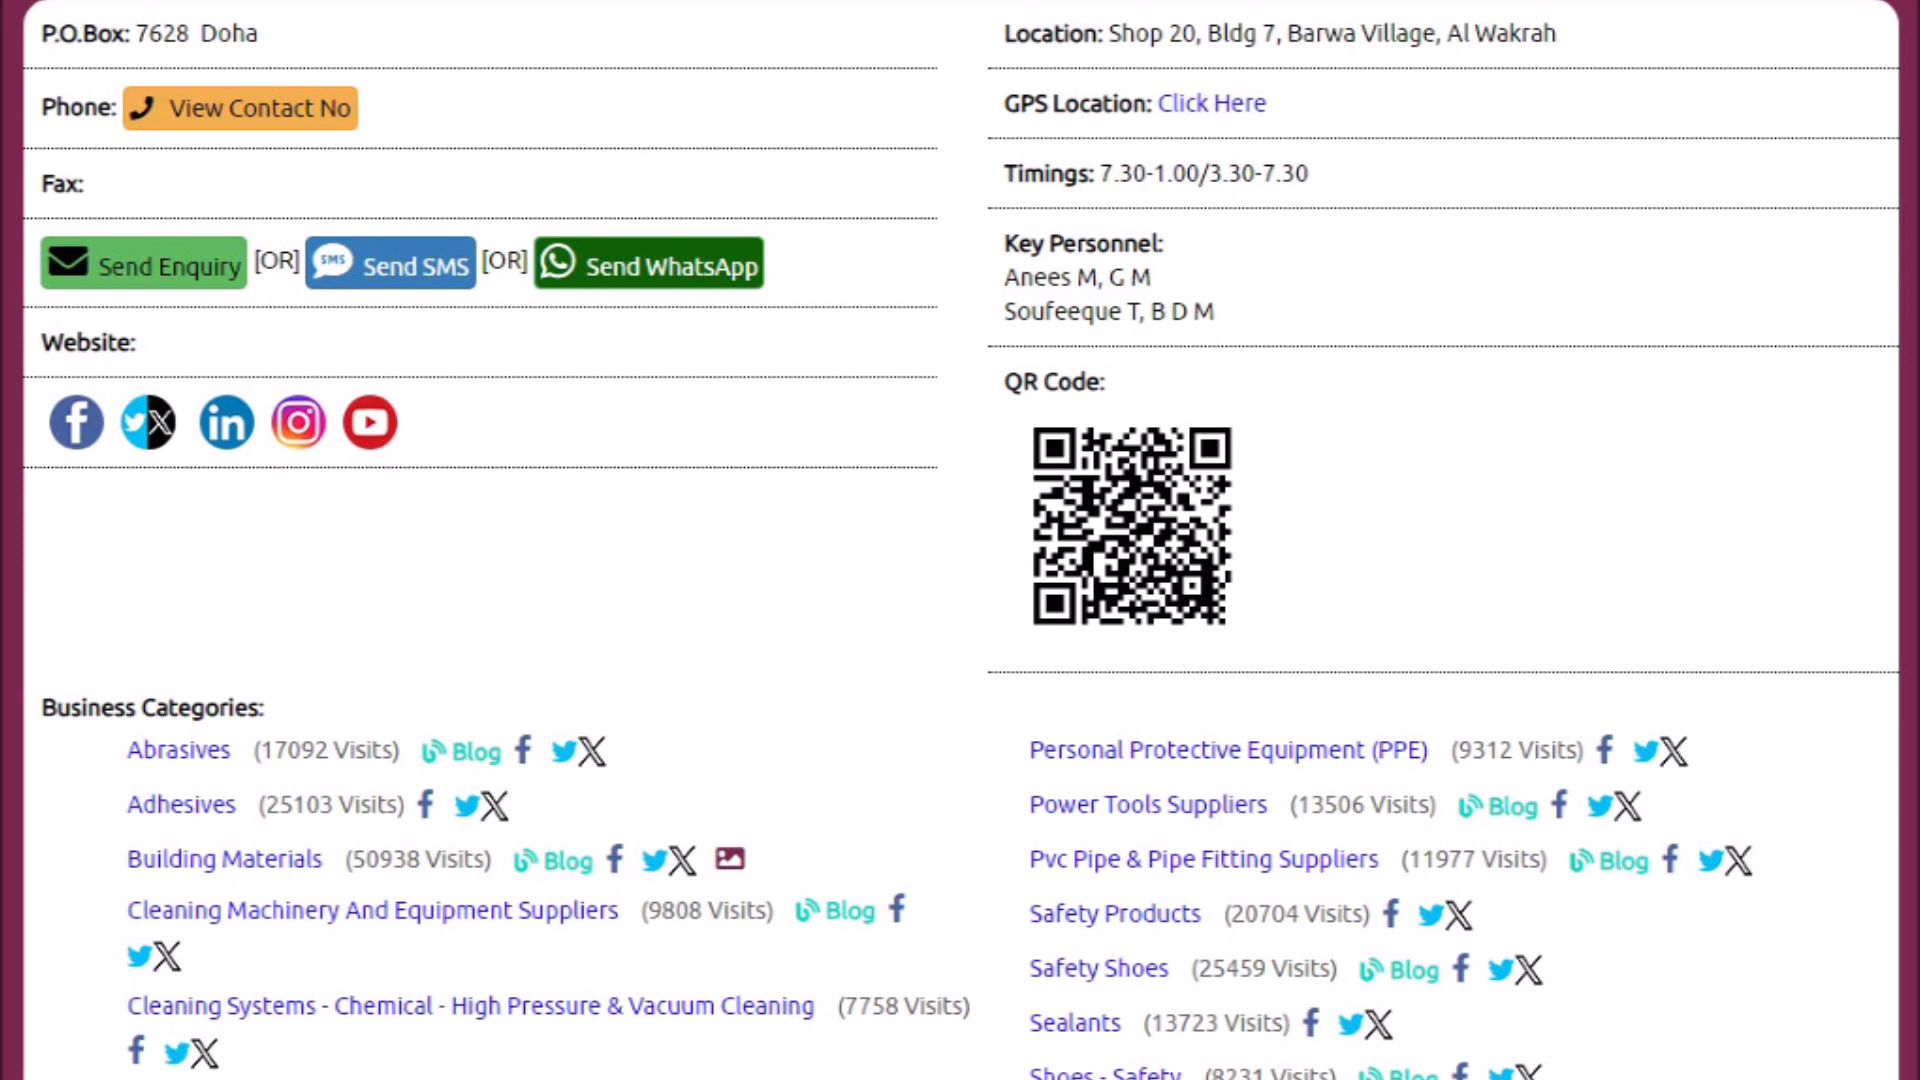 P.O.Box: 7628 Doha
Phone: View Contact No
Fax:
Send Enquiry [OR] SMS Send SMS [OR] Send WhatsApp
Website:
Location: Shop 20, Bldg 7, Barwa Village, Al Wakrah
GPS Location: Click Here
Timings: 7.30-1.00/3.30-7.30
Key Personnel:
Anees M, G M
Soufeeque T, B D M
QR Code:
Business Categories:
Abrasives (17092 Visits) Blog
Adhesives (25103 Visits)
Building Materials (50938 Visits) Blog
Cleaning Machinery And Equipment Suppliers (9808 Visits) Blog
Cleaning Systems - Chemical - High Pressure & Vacuum Cleaning (7758 Visits)
Personal Protective Equipment (PPE) (9312 Visits)
Power Tools Suppliers (13506 Visits) Blog
Pvc Pipe & Pipe Fitting Suppliers (11977 Visits) Blog
Safety Products (20704 Visits)
Safety Shoes (25459 Visits) Blog
Sealants (13723 Visits)
Shoes - Safety (8231 Visits) Blog